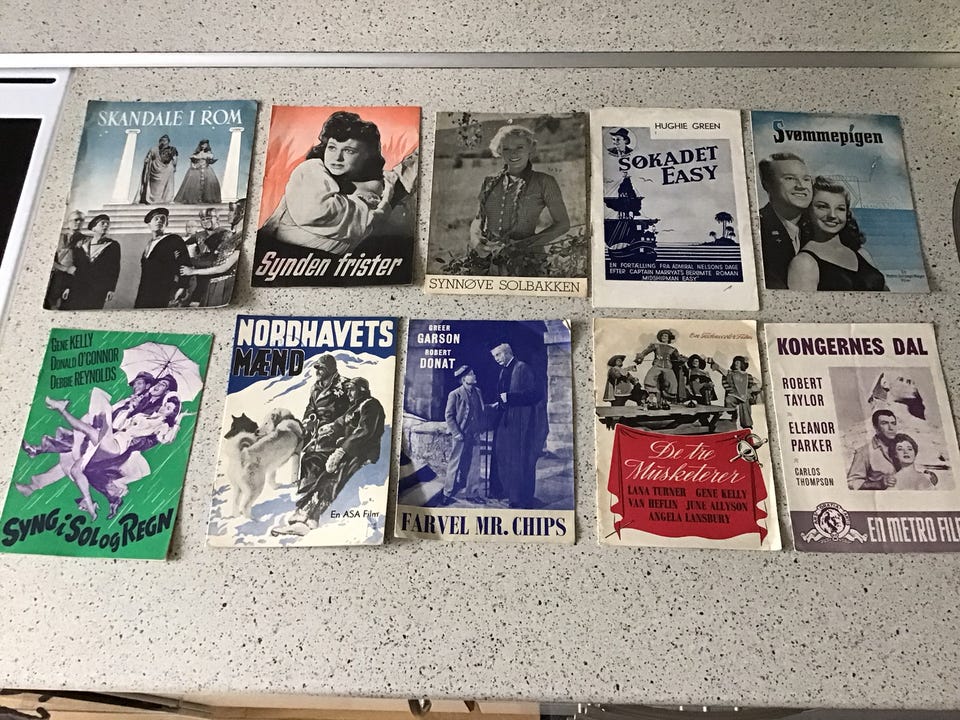 SKANDALE I ROM
Synden frister
SYNNØVE SOLBAKKEN
HUGHIE GREEN
SØKADET
EASY
EN FORTÆLLING FRA ADMIRAL NELSONS DAGE
EFTER CAPTAIN MARRYATS BERØMTE ROMAN
"MIDSHIPMAN EASY"
Svømmepigen
GENE KELLY
DONALD O'CONNOR
DEBBIE REYNOLDS
SYNG i SOL og REGN
NORDHAVETS
MÆND
En ASA Film
GREER
GARSON
ROBERT
DONAT
FARVEL MR. CHIPS
De tre
Musketerer
LANA TURNER GENE KELLY
VAN HEFLIN JUNE ALLYSON
ANGELA LANSBURY
KONGERNES DAL
ROBERT
TAYLOR
ELEANOR
PARKER
CARLOS
THOMPSON
EN METRO FIL